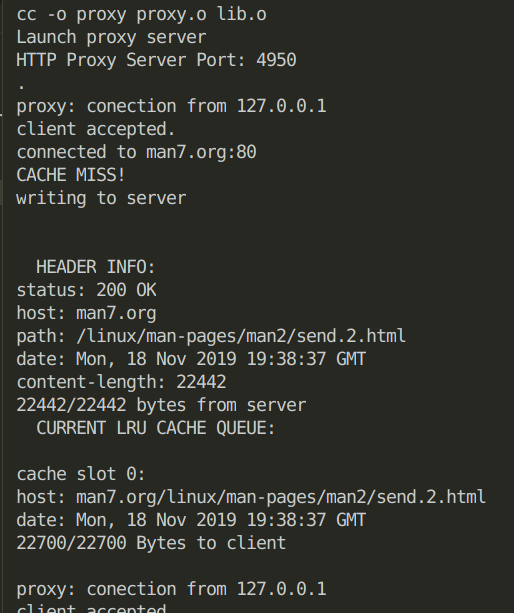 cc -o proxy proxy.o lib.o
Launch proxy server
HTTP Proxy Server Port: 4950
.
proxy: conection from 127.0.0.1
client accepted.
connected to man7.org:80
CACHE MISS!
writing to server
HEADER INFO:
status: 200 OK
host: man7.org
path: /linux/man-pages/man2/send.2.html
date: Mon, 18 Nov 2019 19:38:37 GMT
content-length: 22442
22442/22442 bytes from server
CURRENT LRU CACHE QUEUE:
cache slot 0:
host: man7.org/linux/man-pages/man2/send.2.html
date: Mon, 18 Nov 2019 19:38:37 GMT
22700/22700 Bytes to client
proxy: conection from 127.0.0.1
client accepted